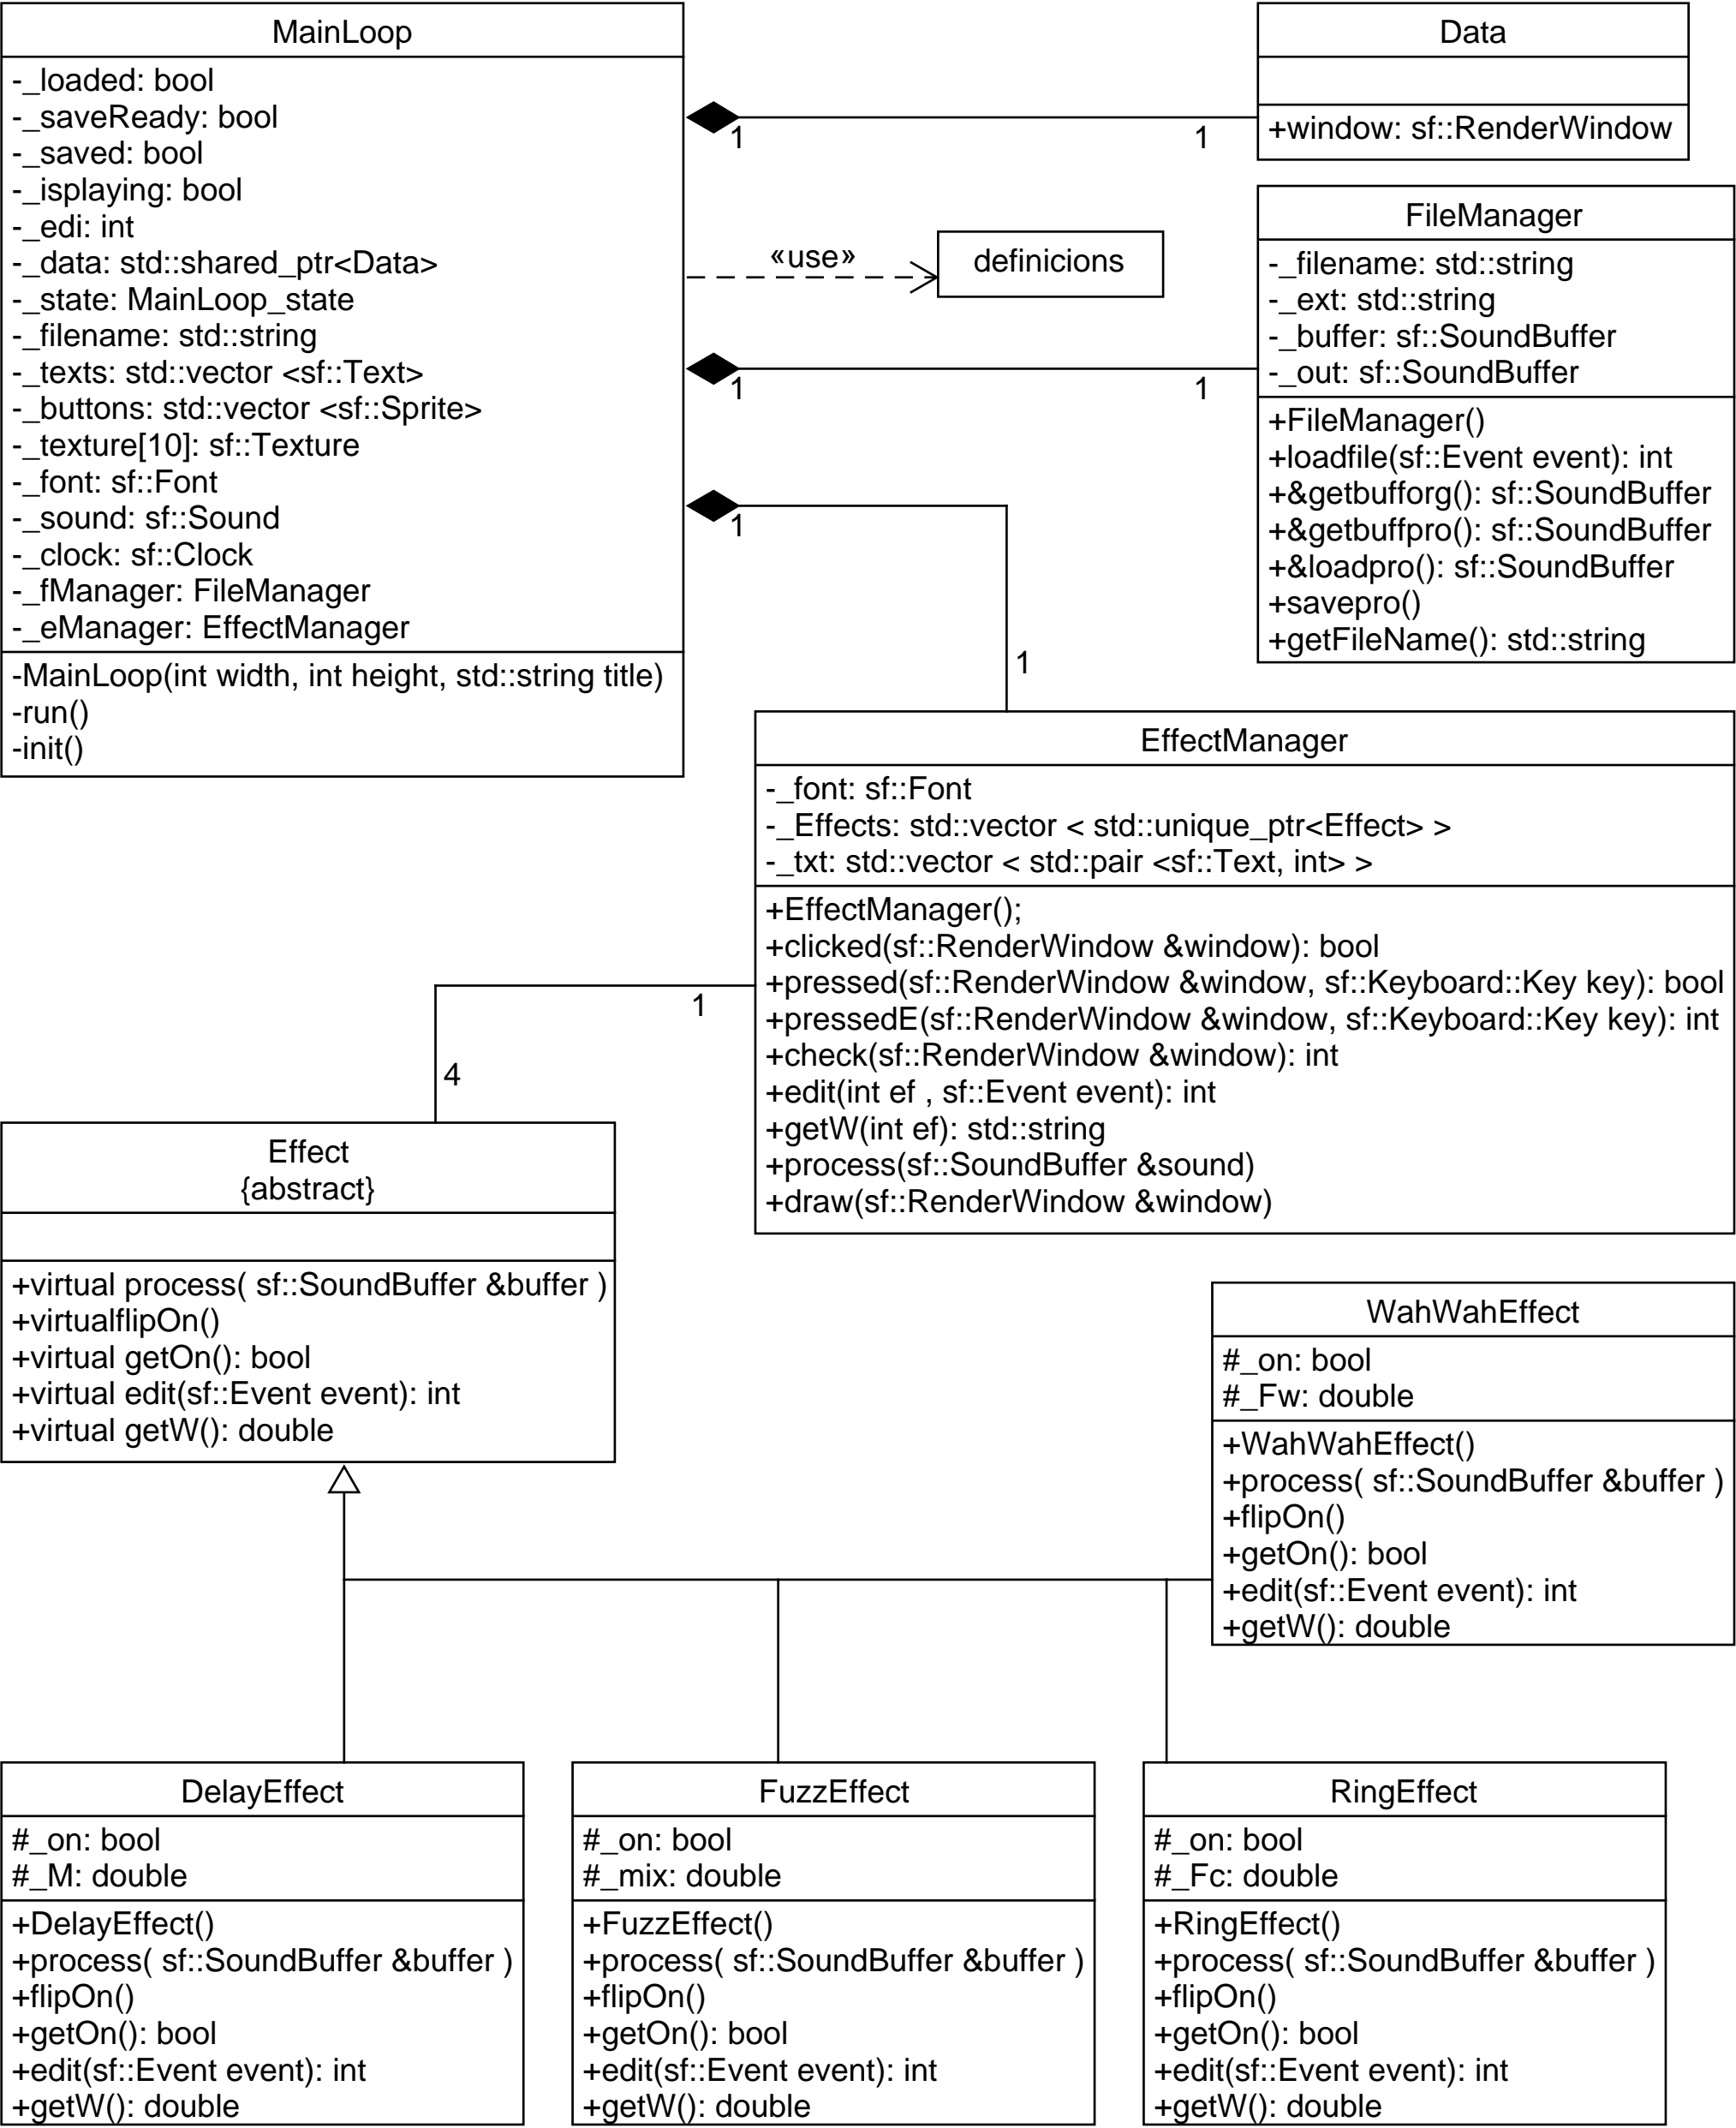 MainLoop
-_loaded: bool
-_saveReady: bool
-_saved: bool
-_isplaying: bool
-_edi: int
-_data: std::shared_ptr<Data>
-_state: MainLoop_state
-_filename: std::string
-_texts: std::vector <sf::Text>
-_buttons: std::vector <sf::Sprite>
-_texture[10]: sf::Texture
-_font: sf::Font
-_sound: sf::Sound
-_clock: sf::Clock
-_fManager: FileManager
-_eManager: EffectManager
-MainLoop(int width, int height, std::string title)
-run()
-init()
1
1
Data
+window: sf::RenderWindow
«use»
definicions
1
1
FileManager
-_filename: std::string
-_ext: std::string
-_buffer: sf::SoundBuffer
-_out: sf::SoundBuffer
+FileManager()
+loadfile(sf::Event event): int
+&getbufforg(): sf::SoundBuffer
+&getbuffpro(): sf::SoundBuffer
+&loadpro(): sf::SoundBuffer
+savepro()
+getFileName(): std::string
1
1
EffectManager
-_font: sf::Font
-_Effects: std::vector < std::unique_ptr<Effect> >
-_txt: std::vector < std::pair <sf::Text, int> >
+EffectManager();
+clicked(sf::RenderWindow &window): bool
+pressed(sf::RenderWindow &window, sf::Keyboard::Key key): bool
+pressedE(sf::RenderWindow &window, sf::Keyboard::Key key): int
+check(sf::RenderWindow &window): int
+edit(int ef , sf::Event event): int
+getW(int ef): std::string
+process(sf::SoundBuffer &sound)
+draw(sf::RenderWindow &window)
1
4
Effect
{abstract}
+virtual process( sf::SoundBuffer &buffer )
+virtualflipOn()
+virtual getOn(): bool
+virtual edit(sf::Event event): int
+virtual getW(): double
WahWahEffect
#_on: bool
#_Fw: double
+WahWahEffect()
+process( sf::SoundBuffer &buffer )
+flipOn()
+getOn(): bool
+edit(sf::Event event): int
+getW(): double
DelayEffect
#_on: bool
#_M: double
+DelayEffect()
+process( sf::SoundBuffer &buffer )
+flipOn()
+getOn(): bool
+edit(sf::Event event): int
+getW(): double
FuzzEffect
#_on: bool
#_mix: double
+FuzzEffect()
+process( sf::SoundBuffer &buffer )
+flipOn()
+getOn(): bool
+edit(sf::Event event): int
+getW(): double
RingEffect
#_on: bool
#_Fc: double
+RingEffect()
+process( sf::SoundBuffer &buffer )
+flipOn()
+getOn(): bool
+edit(sf::Event event): int
+getW(): double